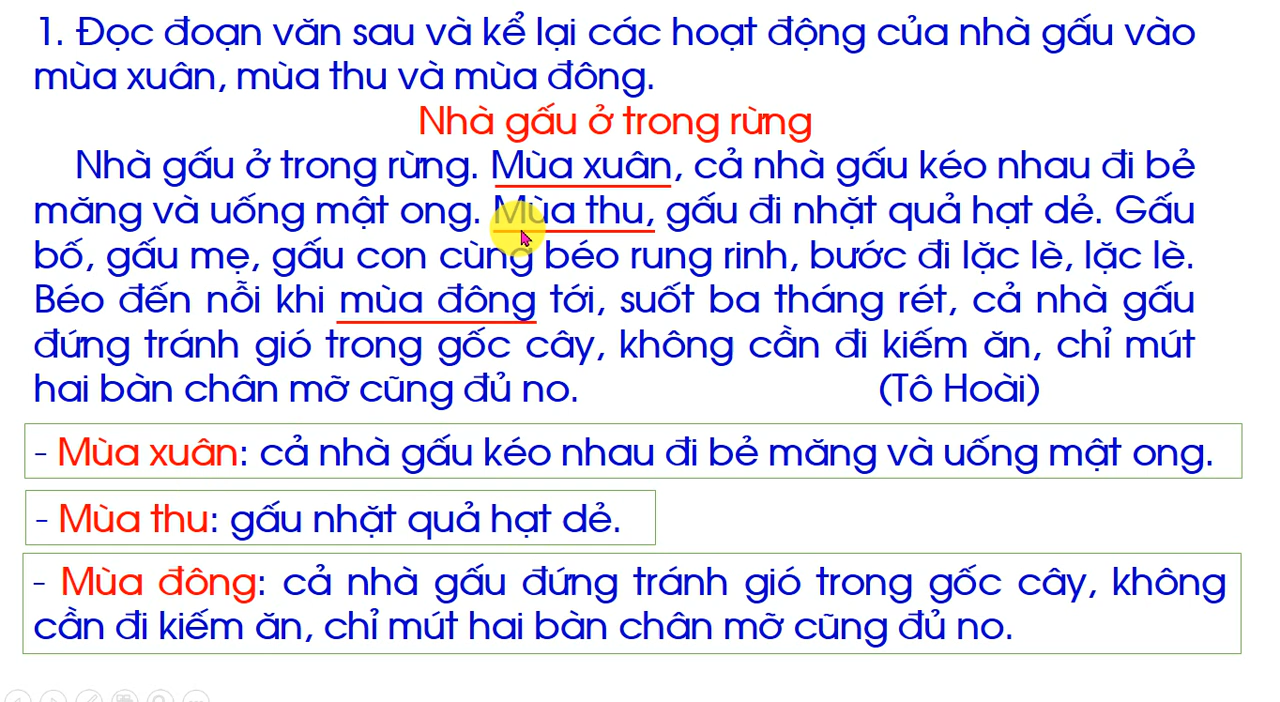 1. Đọc đoạn văn sau và kể lại các hoạt động của nhà gấu vào
mùa xuân, mùa thu và mùa đông.
Nhà gấu ở trong rừng
Nhà gấu ở trong rừng. Mùa xuân, cả nhà gấu kéo nhau đi bẻ
măng và uống mật ong. Mùa thu, gấu đi nhặt quả hạt dẻ. Gấu
bố, gấu mẹ, gấu con cùng béo rung rinh, bước đi lặc lè, lặc lè.
Béo đến nỗi khi mùa đông tới, suốt ba tháng rét, cả nhà gấu
đứng tránh gió trong gốc cây, không cần đi kiếm ăn, chỉ mút
hai bàn chân mỡ cũng đủ no. (Tô Hoài)
- Mùa xuân: cả nhà gấu kéo nhau đi bẻ măng và uống mật ong.
- Mùa thu: gấu nhặt quả hạt dẻ.
- Mùa đông: cả nhà gấu đứng tránh gió trong gốc cây, không
cần đi kiếm ăn, chỉ mút hai bàn chân mỡ cũng đủ no.